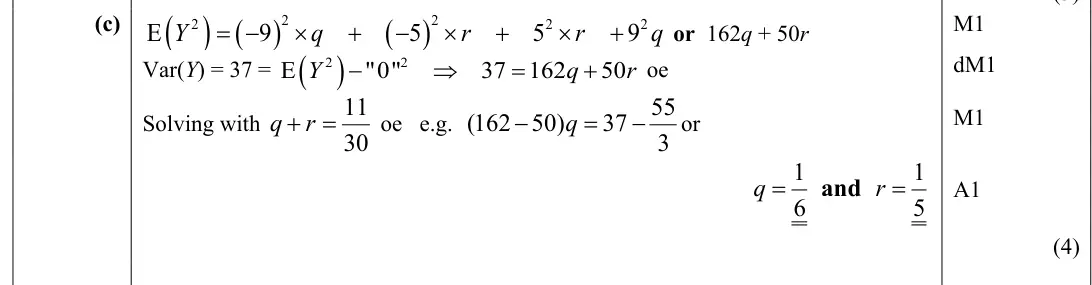 (c) E(Y²) = (−9)² × q + (−5)² × r + 5² × r + 9²q or 162q + 50r M1
Var(Y) = 37 = E(Y²) − "0"² ⇒ 37 = 162q + 50r oe dM1
Solving with q + r = 11/30 oe e.g. (162 − 50)q = 37 − 55/3 or M1
q = 1/6 and r = 1/5 A1
(4)